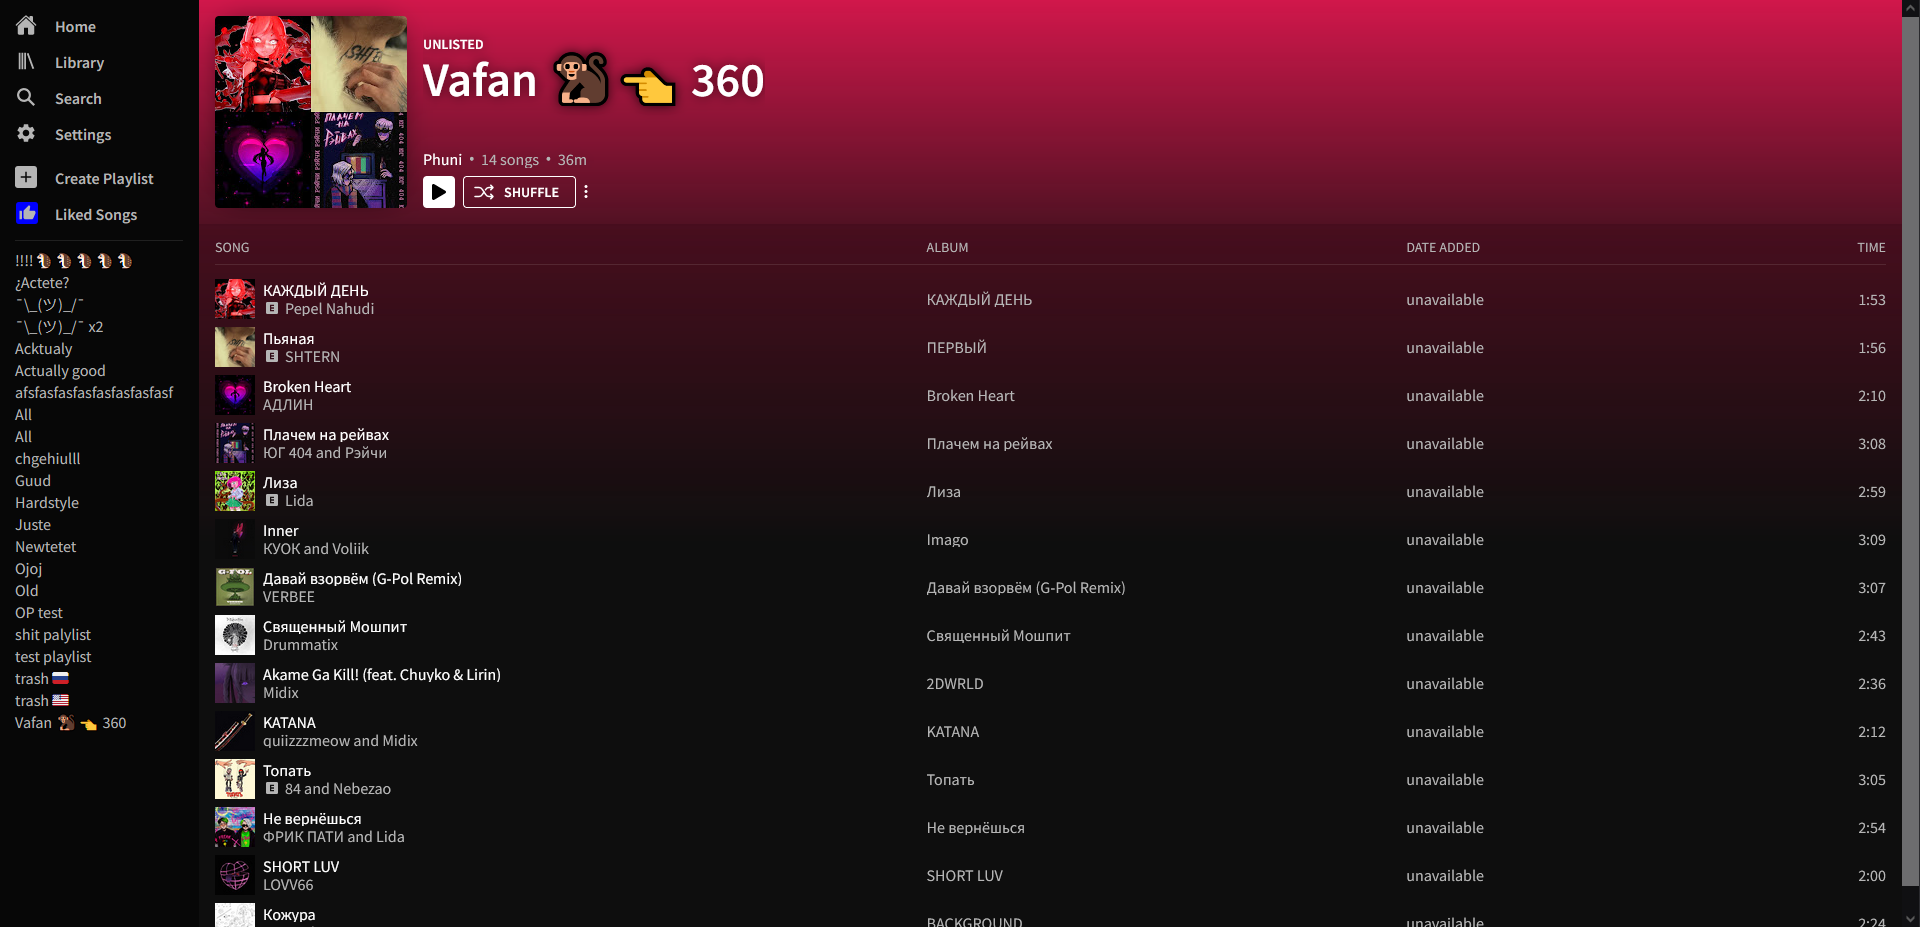 Home
Library
Search
Settings
Create Playlist
Liked Songs
!!!!🐿️🐿️🐿️🐿️🐿️
¿Actete?
¯\_(ツ)_/¯
¯\_(ツ)_/¯ x2
Acktualy
Actually good
afsfasfasfasfasfasfasfasf
All
All
chgehiulll
Guud
Hardstyle
Juste
Newtetet
Ojoj
Old
OP test
shit palylist
test playlist
trash 🇷🇺
trash 🇺🇸
Vafan 🐒 👈 360
UNLISTED
Vafan 🐒 👈 360
Phuni • 14 songs • 36m
SHUFFLE
SONG ALBUM DATE ADDED TIME
КАЖДЫЙ ДЕНЬ
E Pepel Nahudi
КАЖДЫЙ ДЕНЬ unavailable 1:53
Пьяная
E SHTERN
ПЕРВЫЙ unavailable 1:56
Broken Heart
АДЛИН
Broken Heart unavailable 2:10
Плачем на рейвах
ЮГ 404 and Рэйчи
Плачем на рейвах unavailable 3:08
Лиза
E Lida
Лиза unavailable 2:59
Inner
КУОК and Voliik
Imago unavailable 3:09
Давай взорвём (G-Pol Remix)
VERBEE
Давай взорвём (G-Pol Remix) unavailable 3:07
Священный Мошпит
Drummatix
Священный Мошпит unavailable 2:43
Akame Ga Kill! (feat. Chuyko & Lirin)
Midix
2DWRLD unavailable 2:36
KATANA
quiizzzmeow and Midix
KATANA unavailable 2:12
Топать
E 84 and Nebezao
Топать unavailable 3:05
Не вернёшься
ФРИК ПАТИ and Lida
Не вернёшься unavailable 2:54
SHORT LUV
LOVV66
SHORT LUV unavailable 2:00
Кожура
BACKGROUND unavailable 2:24